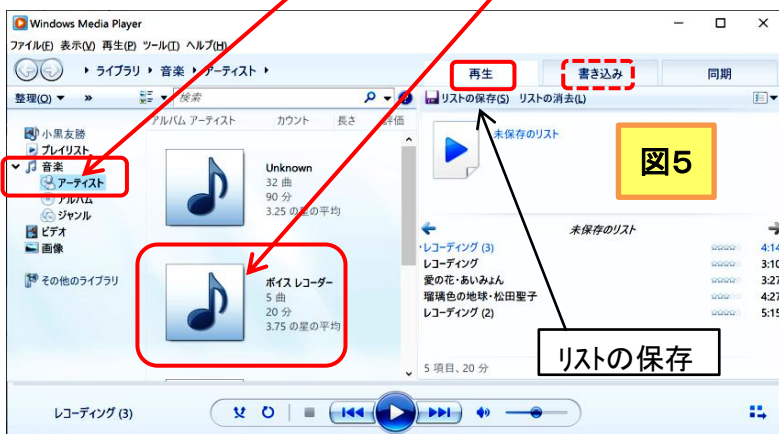 Windows Media Player
ファイル(F) 表示(V) 再生(P) ツール(T) ヘルプ(H)
ライブラリ ▸ 音楽 ▸ アーティスト ▸
再生
書き込み
同期
整理(O) ▼ »
検索
リストの保存(S) リストの消去(L)
アルバム アーティスト カウント 長さ 評価
小黒友勝
プレイリスト
音楽
アーティスト
アルバム
ジャンル
ビデオ
画像
その他のライブラリ
Unknown
32 曲
90 分
3.25 の星の平均
ボイス レコーダー
5 曲
20 分
3.75 の星の平均
未保存のリスト
図5
未保存のリスト
レコーディング (3) 4:14
レコーディング 3:10
愛の花・あいみょん 3:27
瑠璃色の地球・松田聖子 4:27
レコーディング (2) 5:15
リストの保存
5 項目、20 分
レコーディング (3)